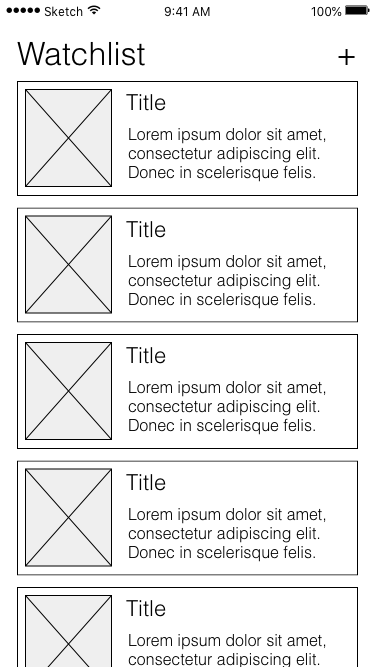 Sketch 9:41 AM 100%
Watchlist +
Title
Lorem ipsum dolor sit amet,
consectetur adipiscing elit.
Donec in scelerisque felis.
Title
Lorem ipsum dolor sit amet,
consectetur adipiscing elit.
Donec in scelerisque felis.
Title
Lorem ipsum dolor sit amet,
consectetur adipiscing elit.
Donec in scelerisque felis.
Title
Lorem ipsum dolor sit amet,
consectetur adipiscing elit.
Donec in scelerisque felis.
Title
Lorem ipsum dolor sit amet,
consectetur adipiscing elit.